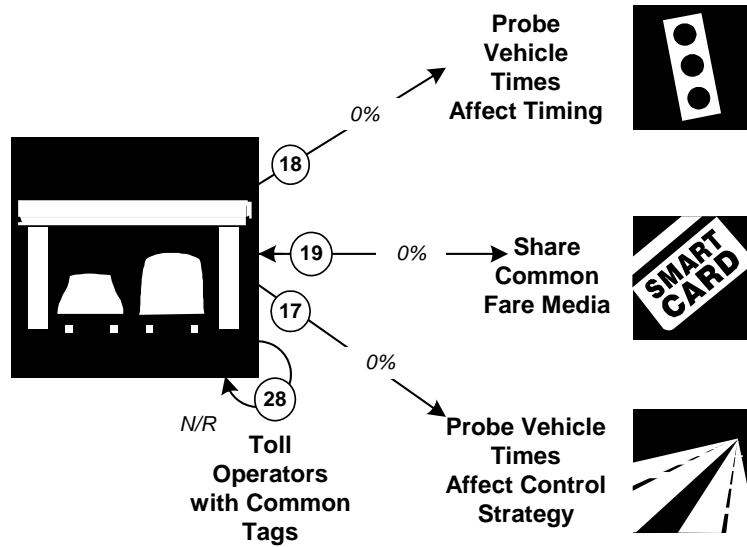 Probe
Vehicle
Times
Affect Timing
0%
18
19
0%
Share
Common
Fare Media
SMART
CARD
17
0%
28
N/R
Toll
Operators
with Common
Tags
Probe Vehicle
Times
Affect Control
Strategy